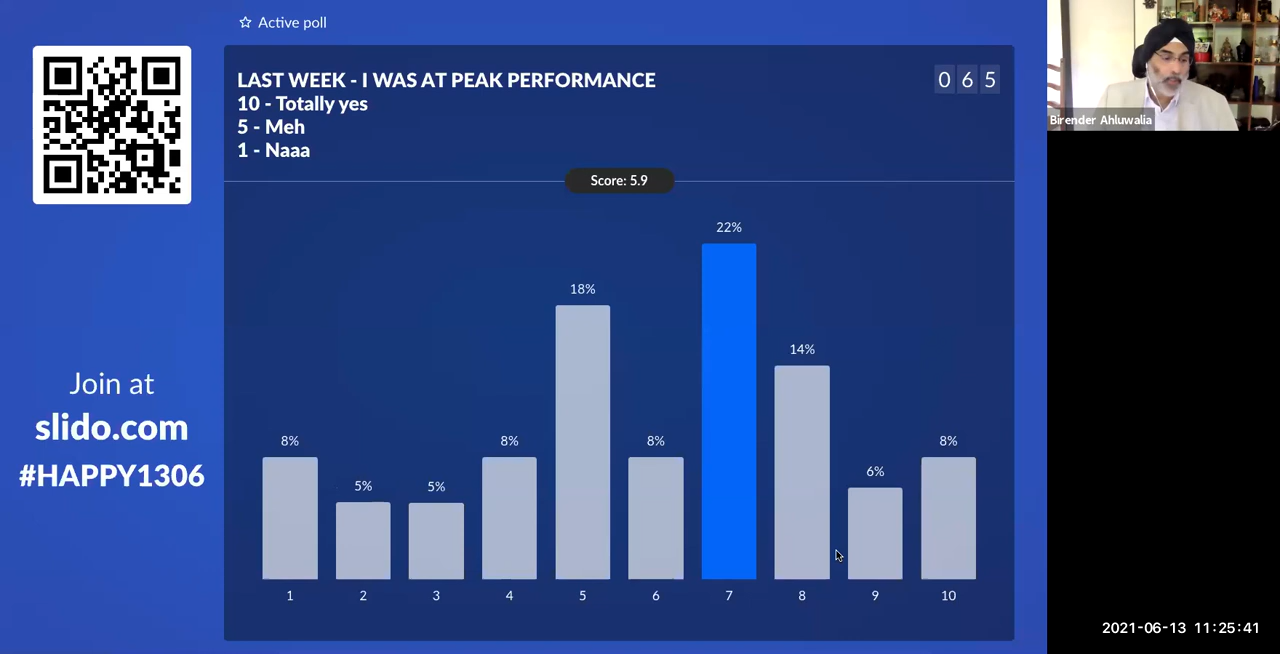 Active poll
LAST WEEK - I WAS AT PEAK PERFORMANCE
10 - Totally yes
5 - Meh
1 - Naaa
0 6 5
Score: 5.9
22%
18%
14%
8%
5%
5%
8%
8%
6%
8%
1 2 3 4 5 6 7 8 9 10
Join at
slido.com
#HAPPY1306
Birender Ahluwalia
2021-06-13 11:25:41